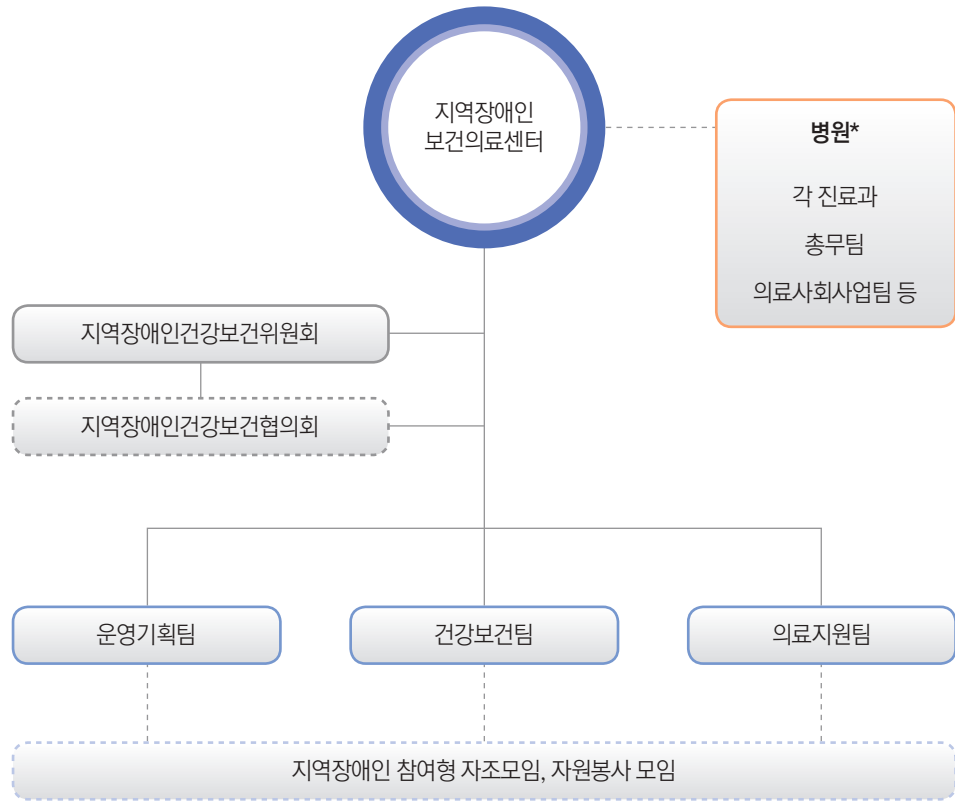 지역장애인
보건의료센터
병원*
각 진료과
총무팀
의료사회사업팀 등
지역장애인건강보건위원회
지역장애인건강보건협의회
운영기획팀
건강보건팀
의료지원팀
지역장애인 참여형 자조모임, 자원봉사 모임